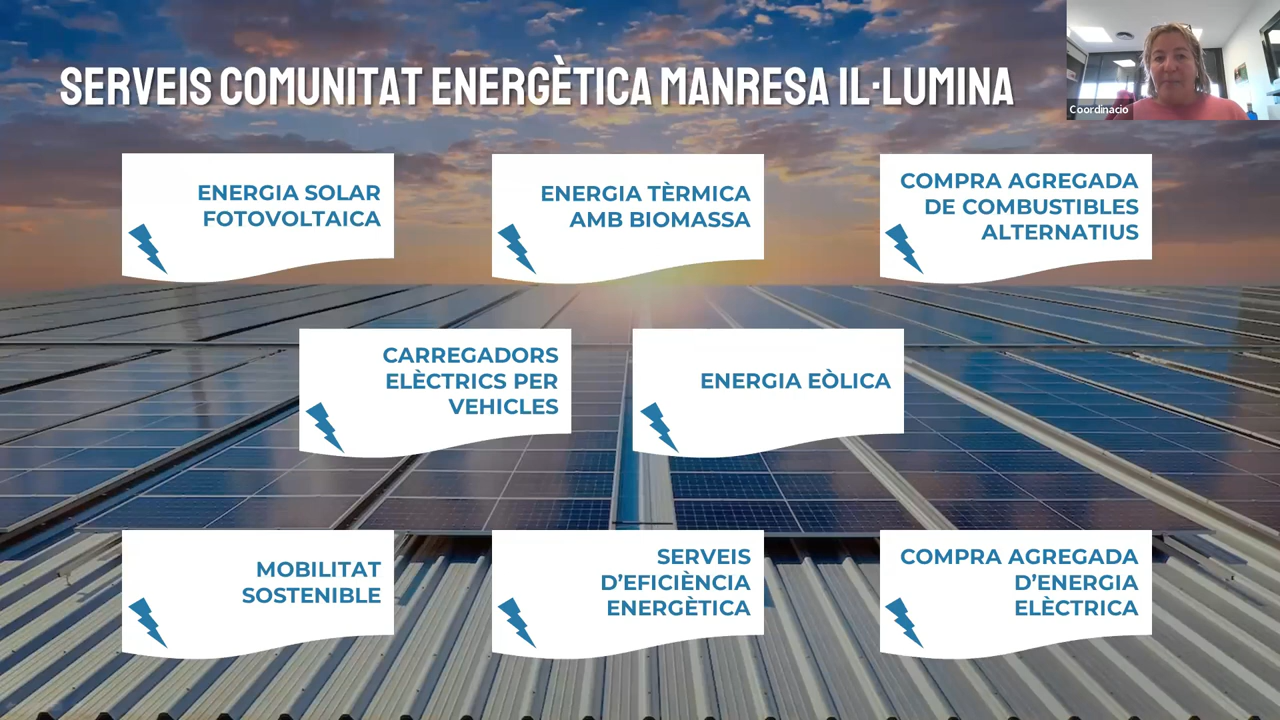 SERVEIS COMUNITAT ENERGÈTICA MANRESA IL·LUMINA
Coordinacio
ENERGIA SOLAR
FOTOVOLTAICA
ENERGIA TÈRMICA
AMB BIOMASSA
COMPRA AGREGADA
DE COMBUSTIBLES
ALTERNATIUS
CARREGADORS
ELÈCTRICS PER
VEHICLES
ENERGIA EÒLICA
MOBILITAT
SOSTENIBLE
SERVEIS
D’EFICIÈNCIA
ENERGÈTICA
COMPRA AGREGADA
D’ENERGIA
ELÈCTRICA